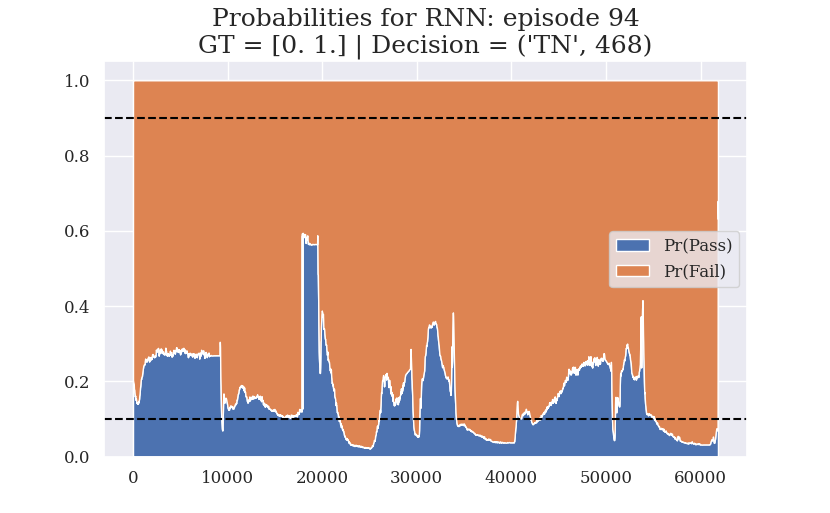 Probabilities for RNN: episode 94
GT = [0. 1.] | Decision = ('TN', 468)
1.0
0.8
0.6
0.4
0.2
0.0
Pr(Pass)
Pr(Fail)
0 10000 20000 30000 40000 50000 60000